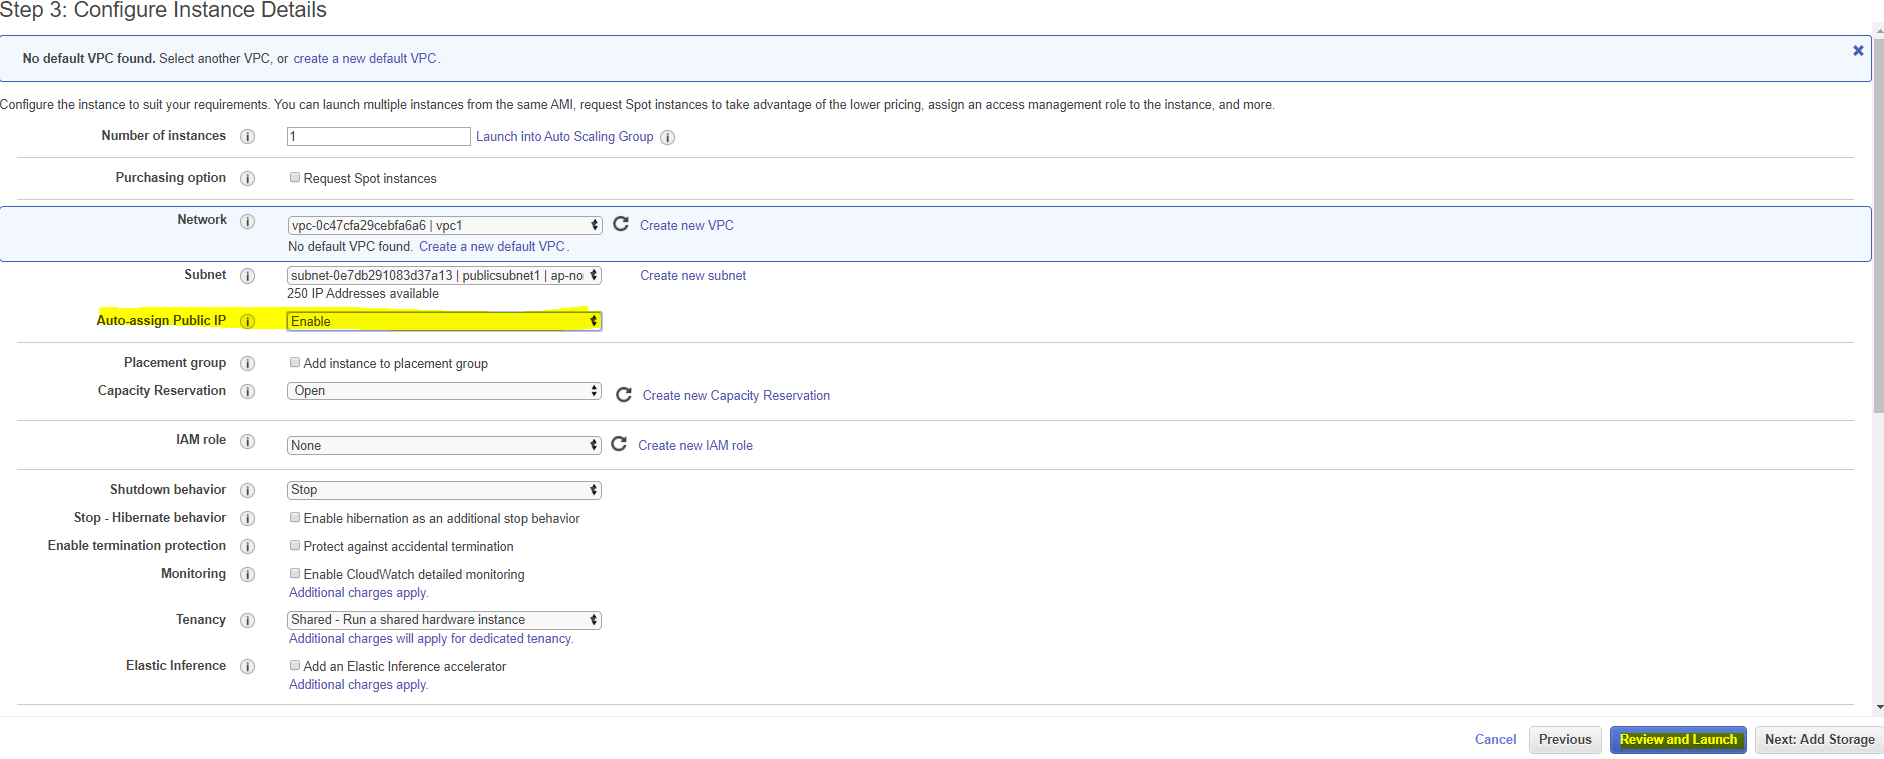 Step 3: Configure Instance Details
No default VPC found. Select another VPC, or create a new default VPC.
Configure the instance to suit your requirements. You can launch multiple instances from the same AMI, request Spot instances to take advantage of the lower pricing, assign an access management role to the instance, and more.
Number of instances 1 Launch into Auto Scaling Group
Purchasing option Request Spot instances
Network vpc-0c47cfa29cebfa6a6 | vpc1 Create new VPC
No default VPC found. Create a new default VPC.
Subnet subnet-0e7db291083d37a13 | publicsubnet1 | ap-no Create new subnet
250 IP Addresses available
Auto-assign Public IP Enable
Placement group Add instance to placement group
Capacity Reservation Open Create new Capacity Reservation
IAM role None Create new IAM role
Shutdown behavior Stop
Stop - Hibernate behavior Enable hibernation as an additional stop behavior
Enable termination protection Protect against accidental termination
Monitoring Enable CloudWatch detailed monitoring
Additional charges apply.
Tenancy Shared - Run a shared hardware instance
Additional charges will apply for dedicated tenancy.
Elastic Inference Add an Elastic Inference accelerator
Additional charges apply.
Cancel Previous Review and Launch Next: Add Storage